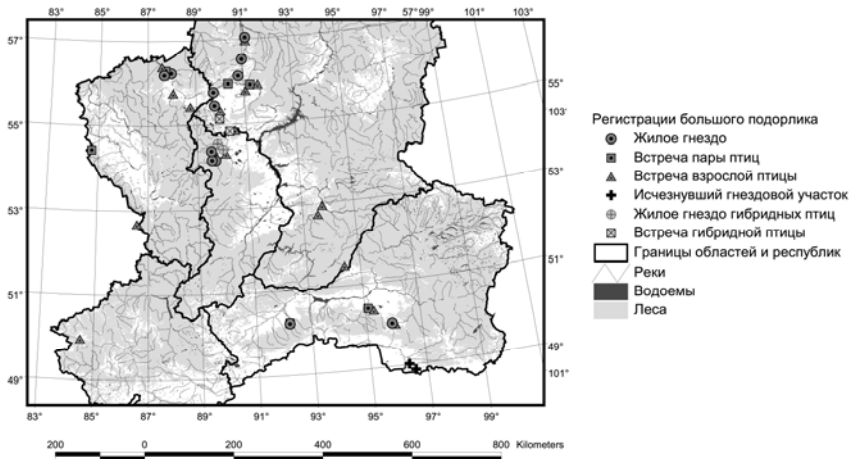 83° 85° 87° 89° 91° 93° 95° 97° 57°99° 101° 103°
57°
55°
53°
51°
49°
55°
103°
53°
51°
49°
101°
83° 85° 87° 89° 91° 93° 95° 97° 99°
200 0 200 400 600 800 Kilometers
Регистрации большого подорлика
Жилое гнездо
Встреча пары птиц
Встреча взрослой птицы
Исчезнувший гнездовой участок
Жилое гнездо гибридных птиц
Встреча гибридной птицы
Границы областей и республик
Реки
Водоемы
Леса